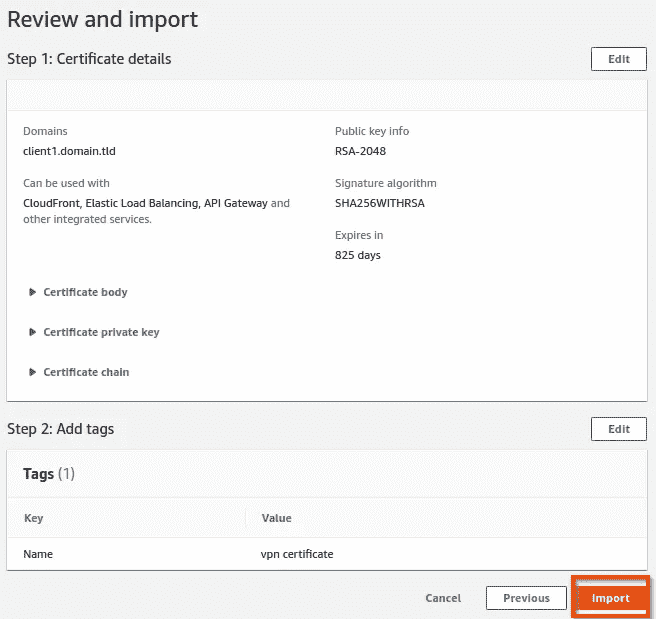 Review and import
Step 1: Certificate details
Edit
Domains
client1.domain.tld
Public key info
RSA-2048
Can be used with
CloudFront, Elastic Load Balancing, API Gateway and
other integrated services.
Signature algorithm
SHA256WITHRSA
Expires in
825 days
Certificate body
Certificate private key
Certificate chain
Step 2: Add tags
Edit
Tags (1)
Key Value
Name vpn certificate
Cancel Previous Import